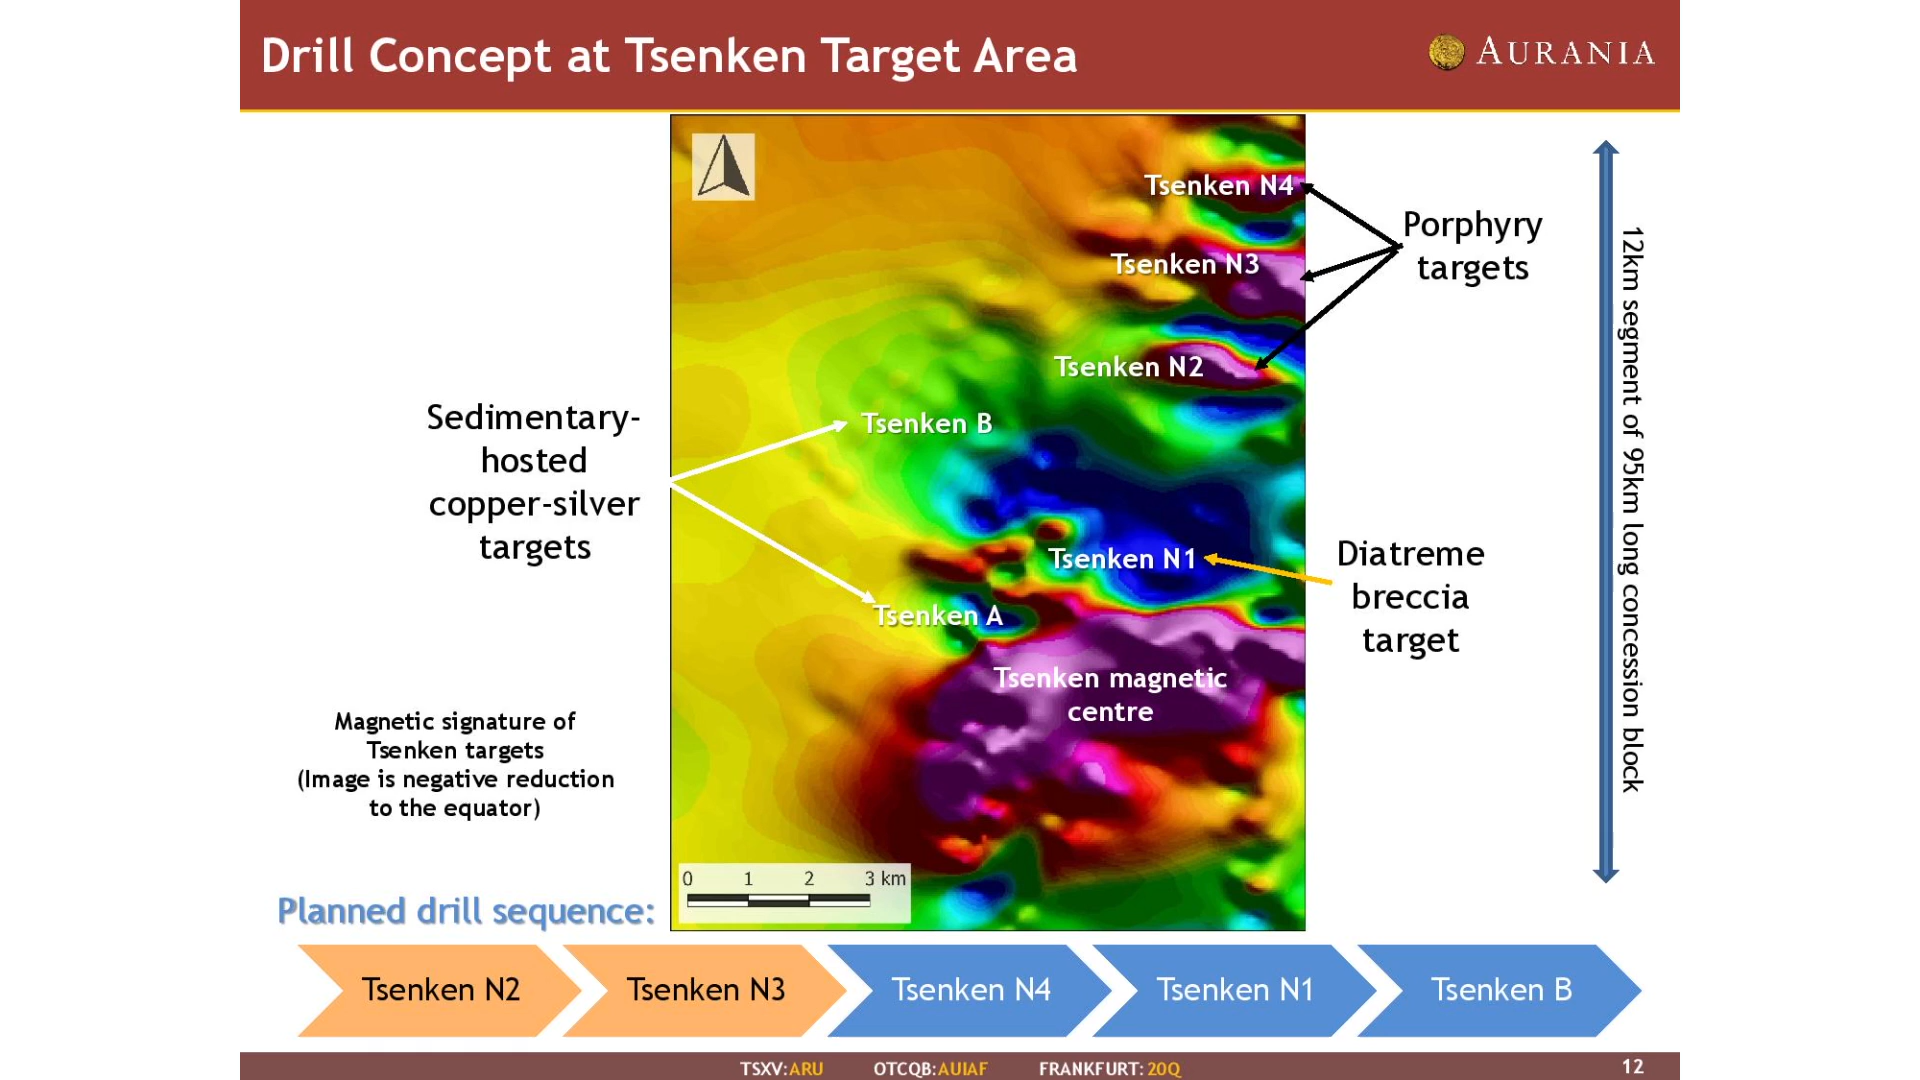 Drill Concept at Tsenken Target Area
AURANIA
Tsenken N4
Porphyry
targets
Tsenken N3
Tsenken N2
Sedimentary-
hosted
copper-silver
targets
Tsenken B
Tsenken N1
Diatreme
breccia
target
Tsenken A
Tsenken magnetic
centre
12km segment of 95km long concession block
Magnetic signature of
Tsenken targets
(Image is negative reduction
to the equator)
0 1 2 3 km
Planned drill sequence:
Tsenken N2 Tsenken N3 Tsenken N4 Tsenken N1 Tsenken B
TSXV:ARU OTCQB:AUIAF FRANKFURT: 20Q 12